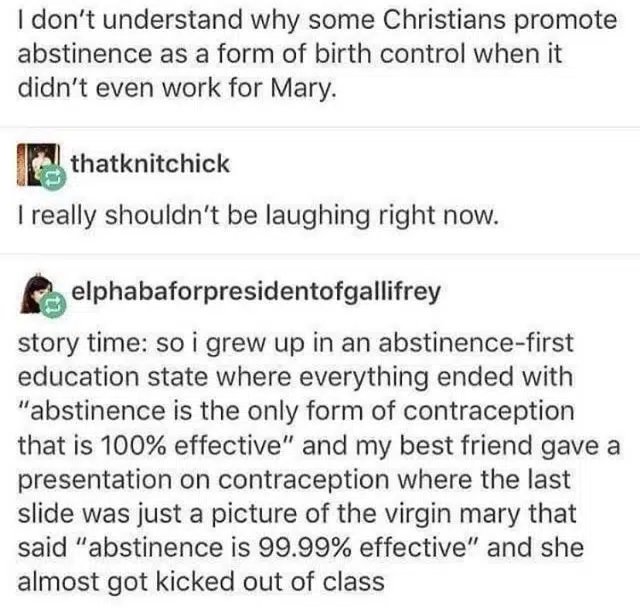 I don't understand why some Christians promote
abstinence as a form of birth control when it
didn't even work for Mary.
thatknitchick
I really shouldn't be laughing right now.
elphabaforpresidentofgallifrey
story time: so i grew up in an abstinence-first
education state where everything ended with
"abstinence is the only form of contraception
that is 100% effective" and my best friend gave a
presentation on contraception where the last
slide was just a picture of the virgin mary that
said "abstinence is 99.99% effective" and she
almost got kicked out of class